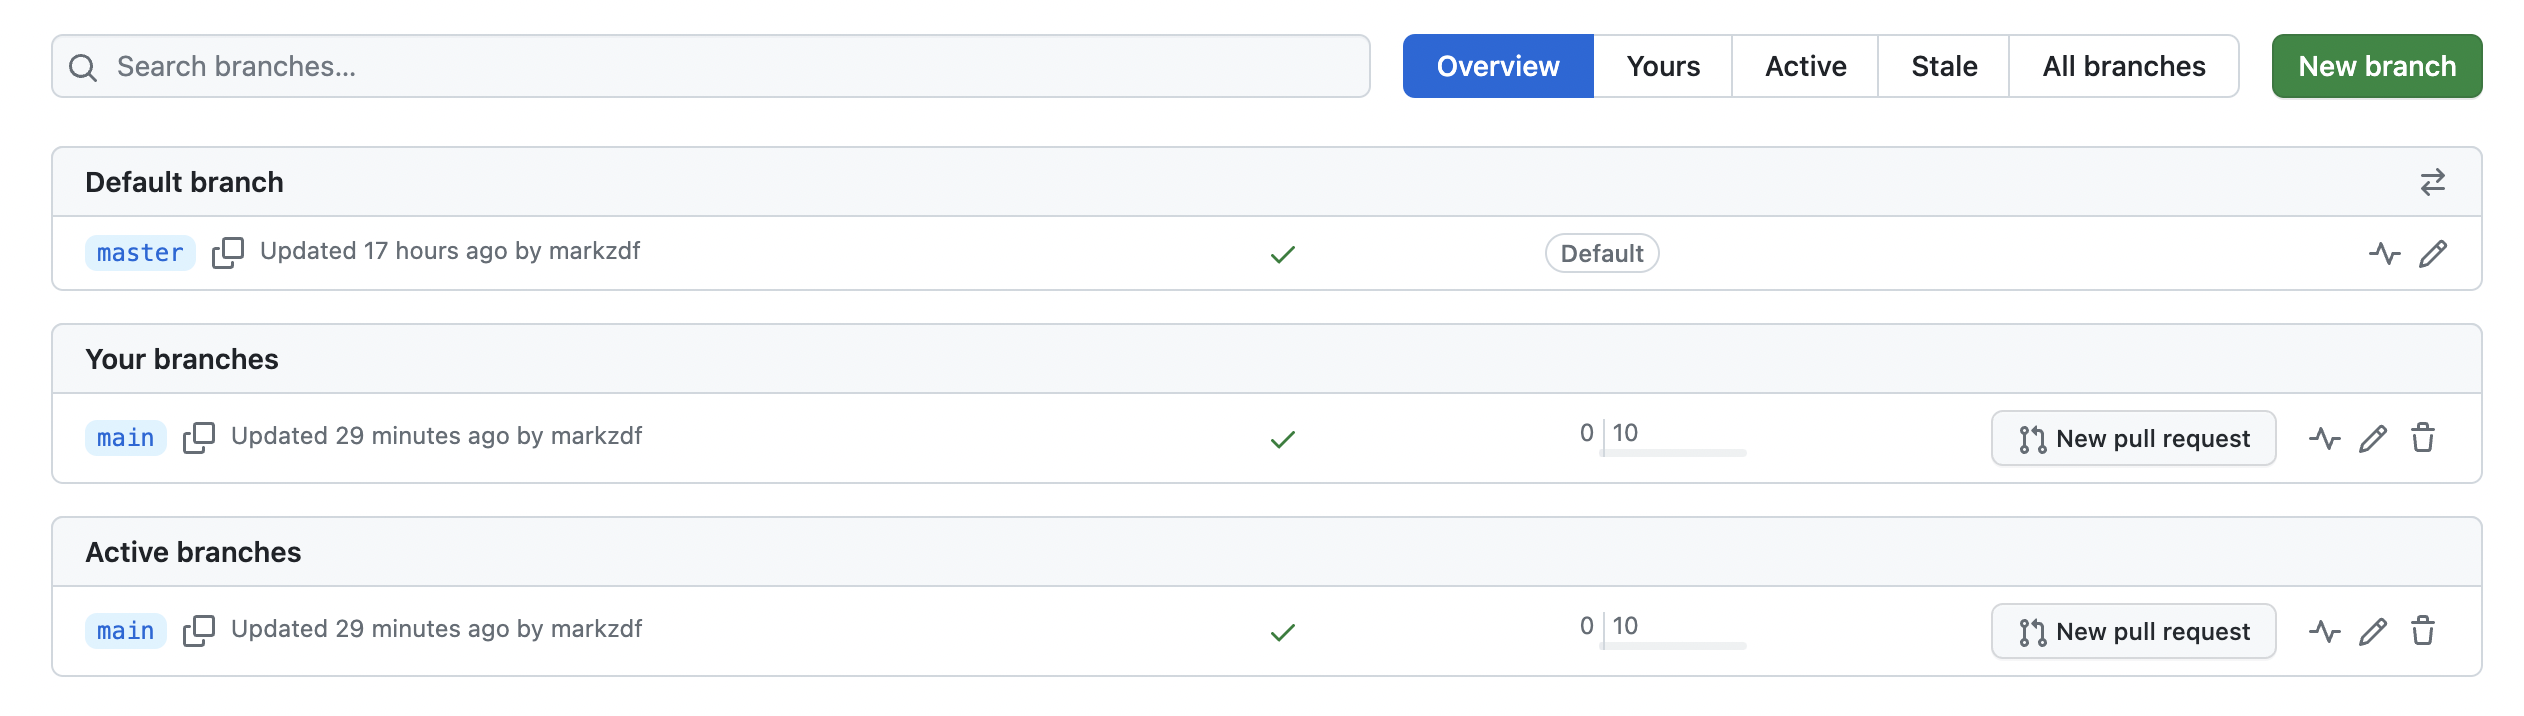 Search branches...
Overview Yours Active Stale All branches New branch
Default branch
master Updated 17 hours ago by markzdf Default
Your branches
main Updated 29 minutes ago by markzdf 0 10 New pull request
Active branches
main Updated 29 minutes ago by markzdf 0 10 New pull request